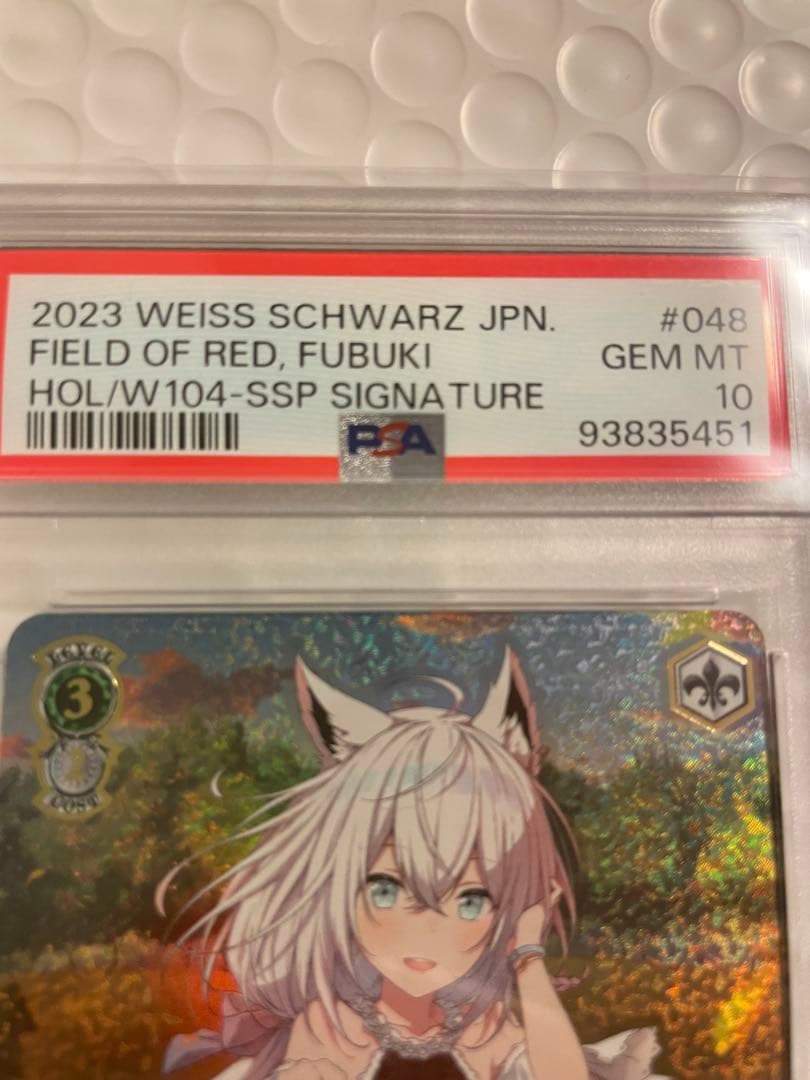 2023 WEISS SCHWARZ JPN. #048
FIELD OF RED, FUBUKI GEM MT
HOL/W104-SSP SIGNATURE 10
PSA 93835451
LEVEL
3
2
COST